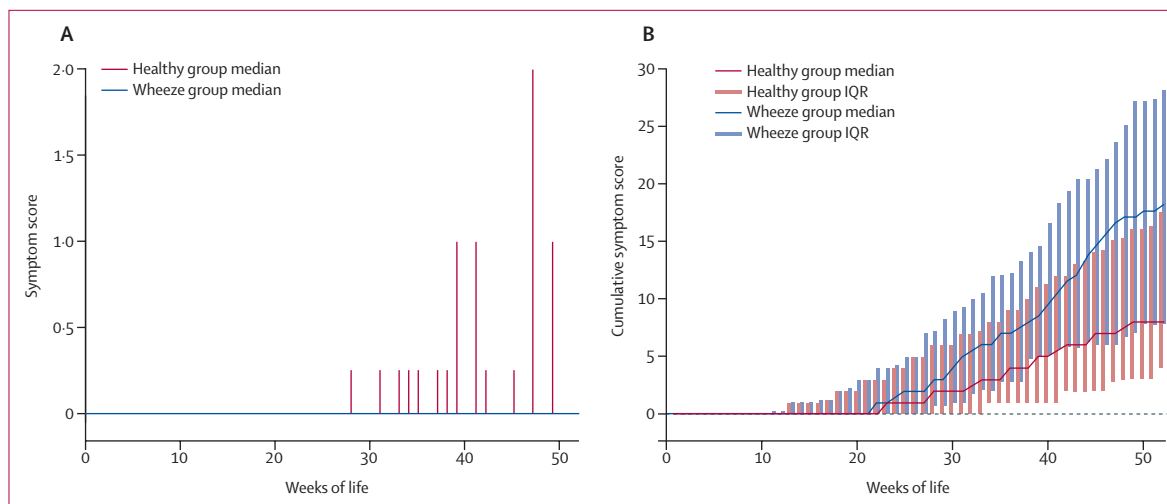 A
Healthy group median
Wheeze group median
2·0
1·5
1·0
0·5
0
Symptom score
0 10 20 30 40 50
Weeks of life
B
Healthy group median
Healthy group IQR
Wheeze group median
Wheeze group IQR
30
25
20
15
10
5
0
Cumulative symptom score
0 10 20 30 40 50
Weeks of life